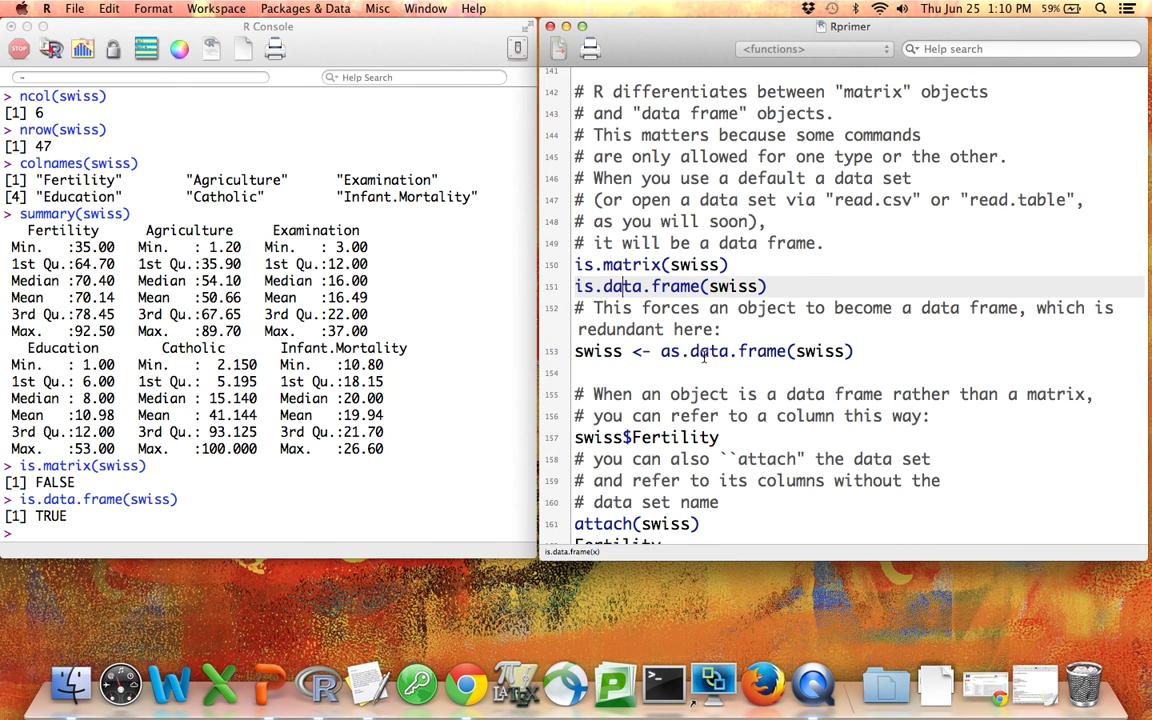 R File Edit Format Workspace Packages & Data Misc Window Help Thu Jun 25 1:10 PM 59%
R Console
Help Search
> ncol(swiss)
[1] 6
> nrow(swiss)
[1] 47
> colnames(swiss)
[1] "Fertility" "Agriculture" "Examination"
[4] "Education" "Catholic" "Infant.Mortality"
> summary(swiss)
Fertility Agriculture Examination
Min. :35.00 Min. : 1.20 Min. : 3.00
1st Qu.:64.70 1st Qu.:35.90 1st Qu.:12.00
Median :70.40 Median :54.10 Median :16.00
Mean :70.14 Mean :50.66 Mean :16.49
3rd Qu.:78.45 3rd Qu.:67.65 3rd Qu.:22.00
Max. :92.50 Max. :89.70 Max. :37.00
Education Catholic Infant.Mortality
Min. : 1.00 Min. : 2.150 Min. :10.80
1st Qu.: 6.00 1st Qu.: 5.195 1st Qu.:18.15
Median : 8.00 Median : 15.140 Median :20.00
Mean :10.98 Mean : 41.144 Mean :19.94
3rd Qu.:12.00 3rd Qu.: 93.125 3rd Qu.:21.70
Max. :53.00 Max. :100.000 Max. :26.60
> is.matrix(swiss)
[1] FALSE
> is.data.frame(swiss)
[1] TRUE
>
Rprimer
<functions> Help search
141
142 # R differentiates between "matrix" objects
143 # and "data frame" objects.
144 # This matters because some commands
145 # are only allowed for one type or the other.
146 # When you use a default a data set
147 # (or open a data set via "read.csv" or "read.table",
148 # as you will soon),
149 # it will be a data frame.
150 is.matrix(swiss)
151 is.data.frame(swiss)
152 # This forces an object to become a data frame, which is
redundant here:
153 swiss <- as.data.frame(swiss)
154
155 # When an object is a data frame rather than a matrix,
156 # you can refer to a column this way:
157 swiss$Fertility
158 # you can also ``attach" the data set
159 # and refer to its columns without the
160 # data set name
161 attach(swiss)
Fertility
is.data.frame(x)